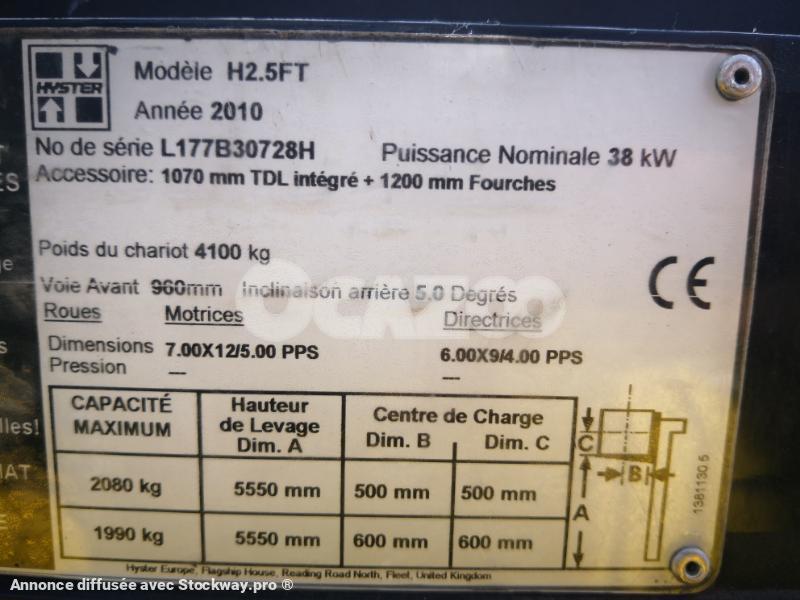 HYSTER
Modèle H2.5FT
Année 2010
No de série L177B30728H Puissance Nominale 38 kW
Accessoire: 1070 mm TDL intégré + 1200 mm Fourches
Poids du chariot 4100 kg
Voie Avant 960mm Inclinaison arrière 5.0 Degrés
OCAZOO
Roues Motrices Directrices
Dimensions 7.00X12/5.00 PPS 6.00X9/4.00 PPS
Pression — —
CAPACITÉ MAXIMUM
Hauteur de Levage Dim. A
Centre de Charge
Dim. B Dim. C
2080 kg 5550 mm 500 mm 500 mm
1990 kg 5550 mm 600 mm 600 mm
C
B
A
1381130 5
CE
lles!
MAT
Hyster Europe, Flagship House, Reading Road North, Fleet, United Kingdom
Annonce diffusée avec Stockway.pro ®